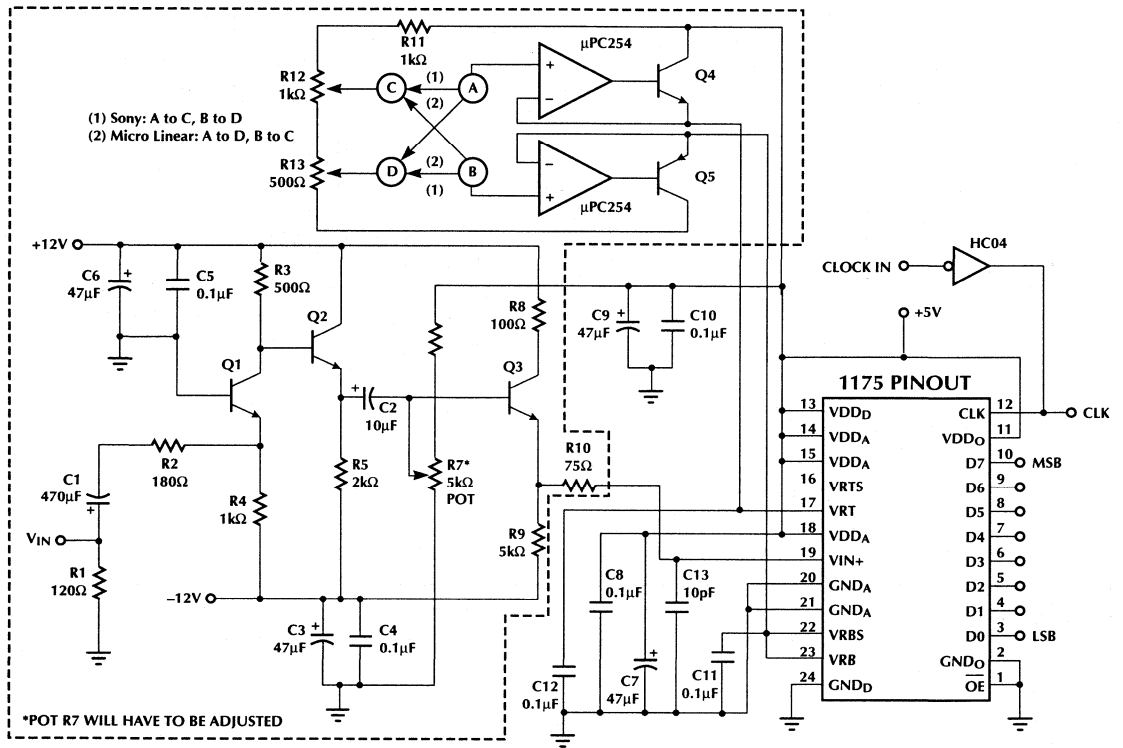 R11
1kΩ
μPC254
R12
1kΩ
C
(1)
(2)
A
+
−
Q4
(1) Sony: A to C, B to D
(2) Micro Linear: A to D, B to C
R13
500Ω
D
(2)
(1)
B
−
+
μPC254
Q5
+12V
C6
47μF
+
C5
0.1μF
R3
500Ω
Q2
Q1
R8
100Ω
Q3
C9
47μF
+
C10
0.1μF
CLOCK IN
HC04
+5V
+
C2
10μF
R2
180Ω
C1
470μF
+
R4
1kΩ
R5
2kΩ
R7*
5kΩ
POT
R10
75Ω
R9
5kΩ
VIN
R1
120Ω
−12V
C3
47μF
+
C4
0.1μF
C12
0.1μF
C8
0.1μF
C7
47μF
+
C13
10pF
C11
0.1μF
1175 PINOUT
13 VDDD
14 VDDA
15 VDDA
16 VRTS
17 VRT
18 VDDA
19 VIN+
20 GNDA
21 GNDA
22 VRBS
23 VRB
24 GNDD
CLK 12 CLK
VDDO 11
D7 10 MSB
D6 9
D5 8
D4 7
D3 6
D2 5
D1 4
D0 3 LSB
GNDO 2
OE 1
*POT R7 WILL HAVE TO BE ADJUSTED